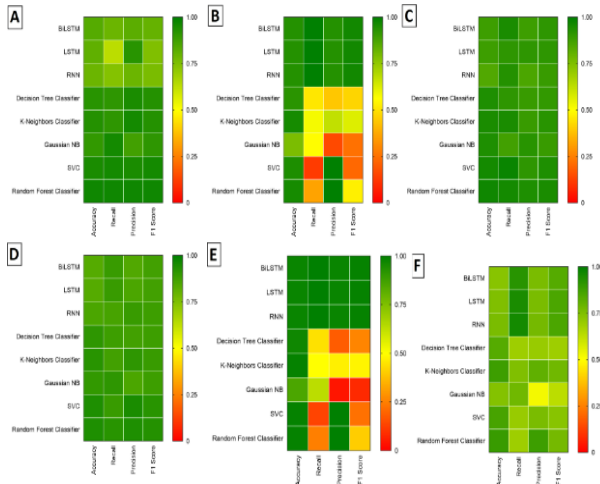 A
BiLSTM
LSTM
RNN
Decision Tree Classifier
K-Neighbors Classifier
Gaussian NB
SVC
Random Forest Classifier
Accuracy
Recall
Precision
F1 Score
1.00
0.75
0.50
0.25
0
B
BiLSTM
LSTM
RNN
Decision Tree Classifier
K-Neighbors Classifier
Gaussian NB
SVC
Random Forest Classifier
Accuracy
Recall
Precision
F1 Score
1.00
0.75
0.50
0.25
0
C
BiLSTM
LSTM
RNN
Decision Tree Classifier
K-Neighbors Classifier
Gaussian NB
SVC
Random Forest Classifier
Accuracy
Recall
Precision
F1 Score
1.00
0.75
0.50
0.25
0
D
BiLSTM
LSTM
RNN
Decision Tree Classifier
K-Neighbors Classifier
Gaussian NB
SVC
Random Forest Classifier
Accuracy
Recall
Precision
F1 Score
1.00
0.75
0.50
0.25
0
E
BiLSTM
LSTM
RNN
Decision Tree Classifier
K-Neighbors Classifier
Gaussian NB
SVC
Random Forest Classifier
Accuracy
Recall
Precision
F1 Score
1.00
0.75
0.50
0.25
0
F
BiLSTM
LSTM
RNN
Decision Tree Classifier
K-Neighbors Classifier
Gaussian NB
SVC
Random Forest Classifier
Accuracy
Recall
Precision
F1 Score
1.00
0.75
0.50
0.25
0